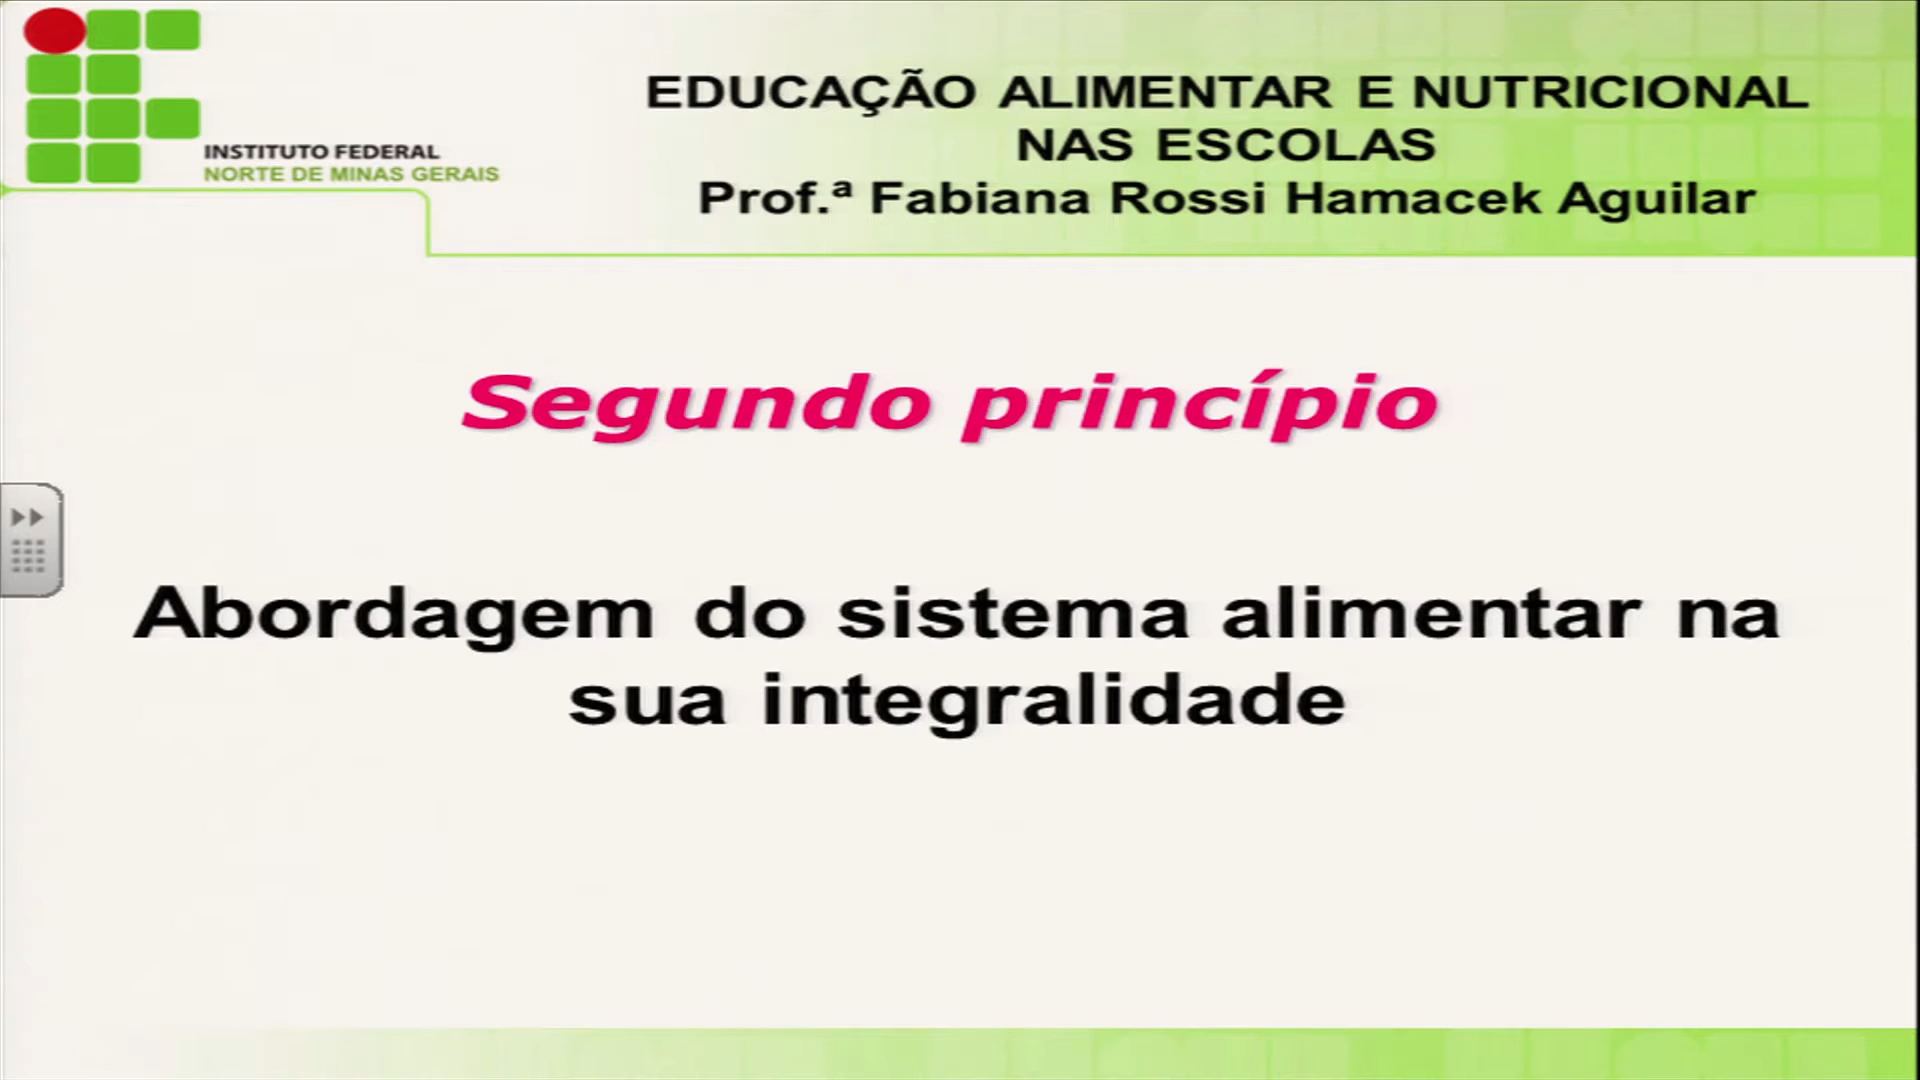 INSTITUTO FEDERAL
NORTE DE MINAS GERAIS
EDUCAÇÃO ALIMENTAR E NUTRICIONAL
NAS ESCOLAS
Prof.ª Fabiana Rossi Hamacek Aguilar
Segundo princípio
Abordagem do sistema alimentar na
sua integralidade